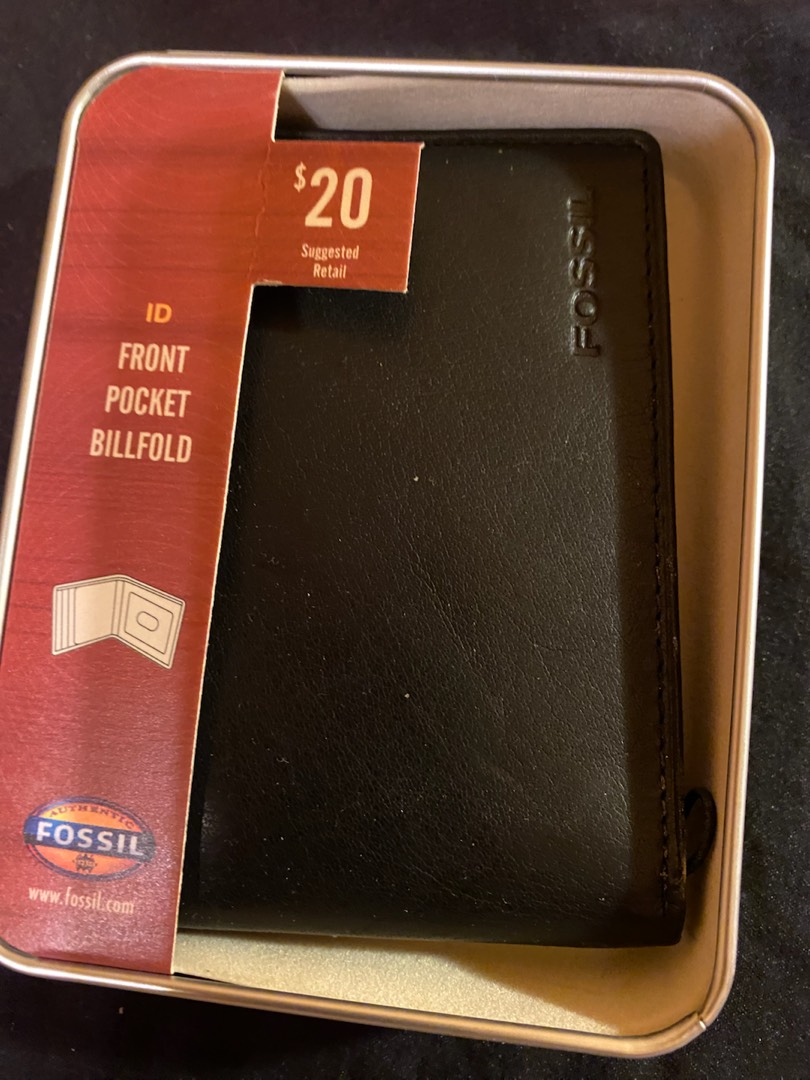 $20
Suggested
Retail
FOSSIL
ID
FRONT
POCKET
BILLFOLD
AUTHENTIC
FOSSIL
www.fossil.com